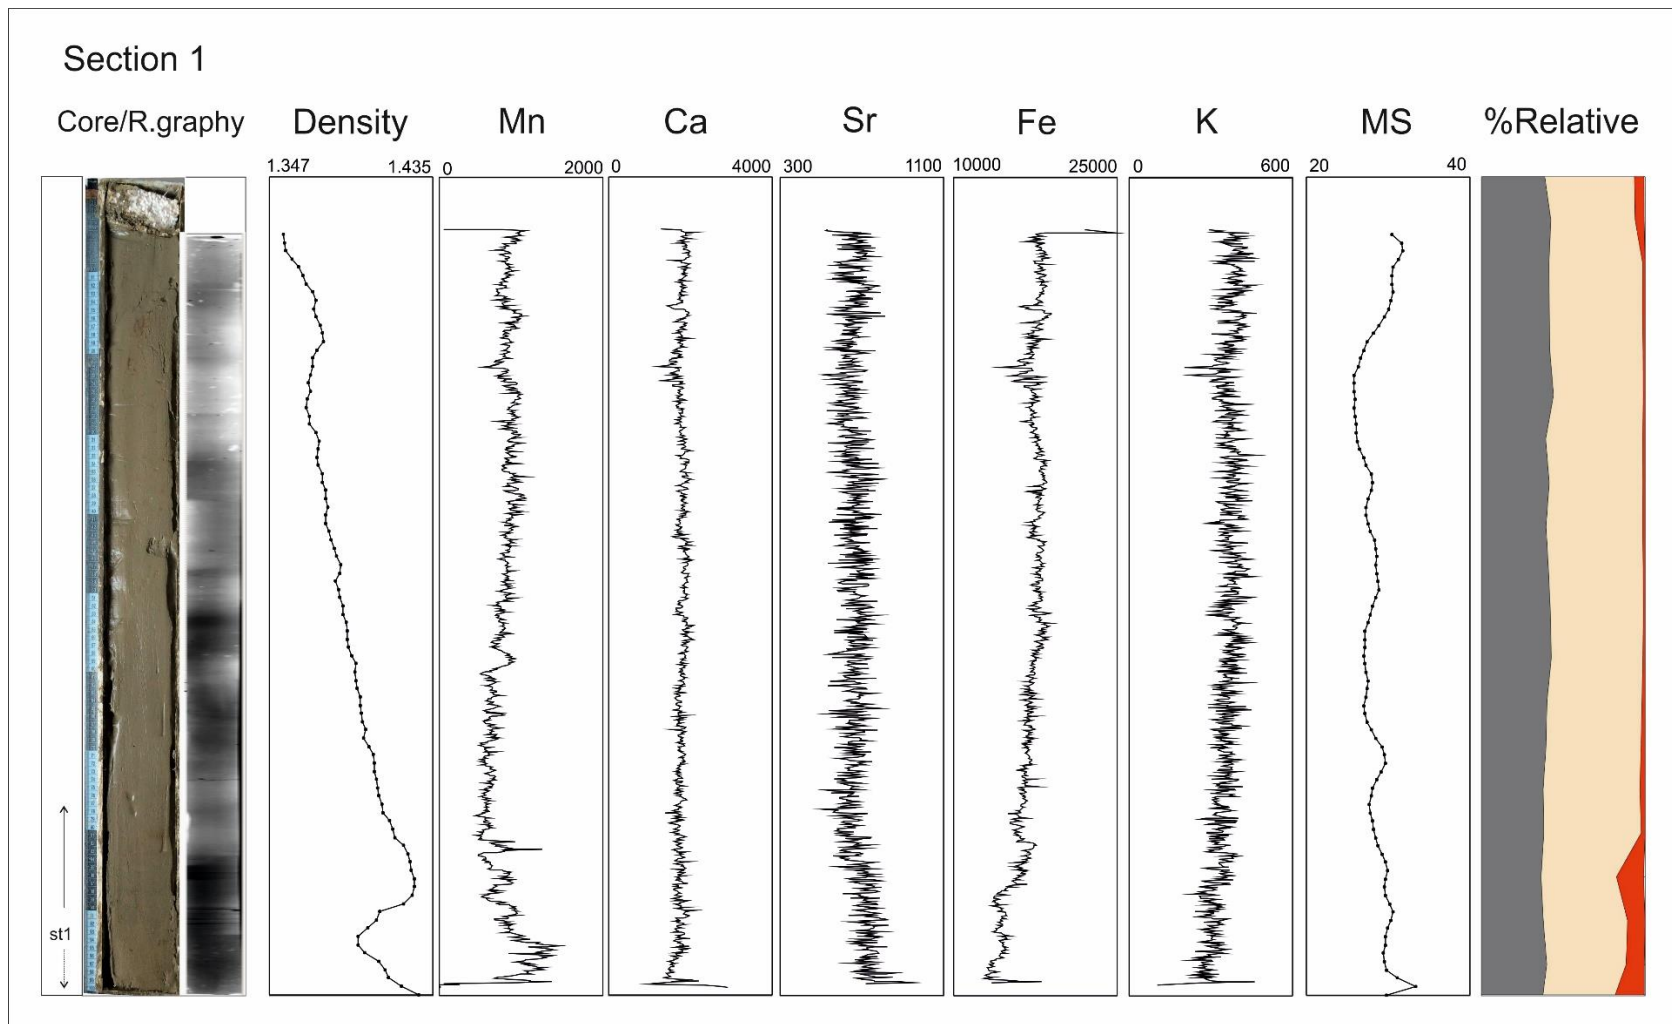 Section 1
Core/R.graphy Density Mn Ca Sr Fe K MS %Relative
1.347 1.435 0 2000 0 4000 300 1100 10000 25000 0 600 20 40
st1